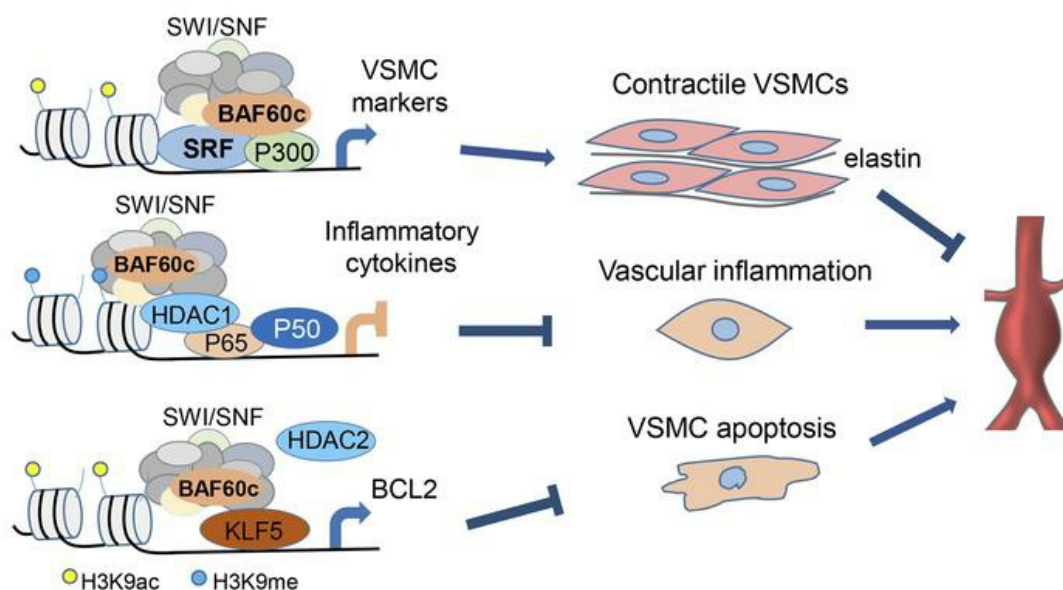 SWI/SNF
BAF60c
SRF
P300
VSMC
markers
Contractile VSMCs
elastin
SWI/SNF
BAF60c
HDAC1
P65
P50
Inflammatory
cytokines
Vascular inflammation
SWI/SNF
HDAC2
BAF60c
KLF5
BCL2
VSMC apoptosis
H3K9ac
H3K9me